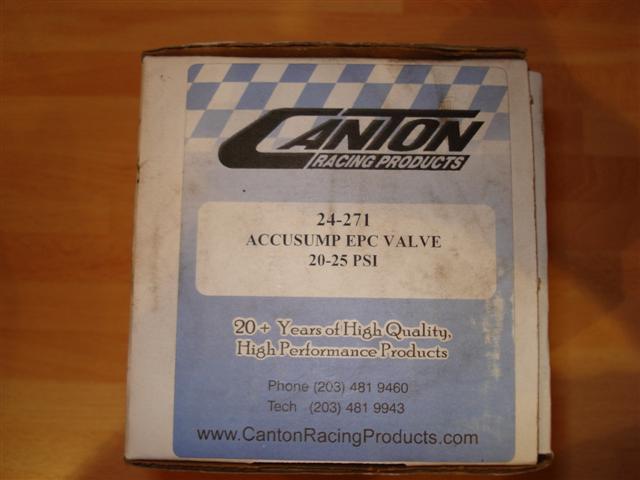 CANTON
RACING PRODUCTS
24-271
ACCUSUMP EPC VALVE
20-25 PSI
20+ Years of High Quality,
High Performance Products
Phone (203) 481 9460
Tech (203) 481 9943
www.CantonRacingProducts.com